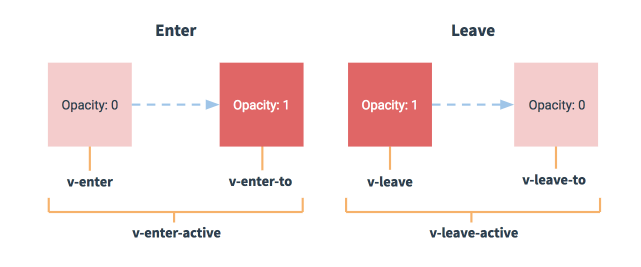 Enter
Leave
Opacity: 0
Opacity: 1
Opacity: 1
Opacity: 0
v-enter
v-enter-to
v-leave
v-leave-to
v-enter-active
v-leave-active